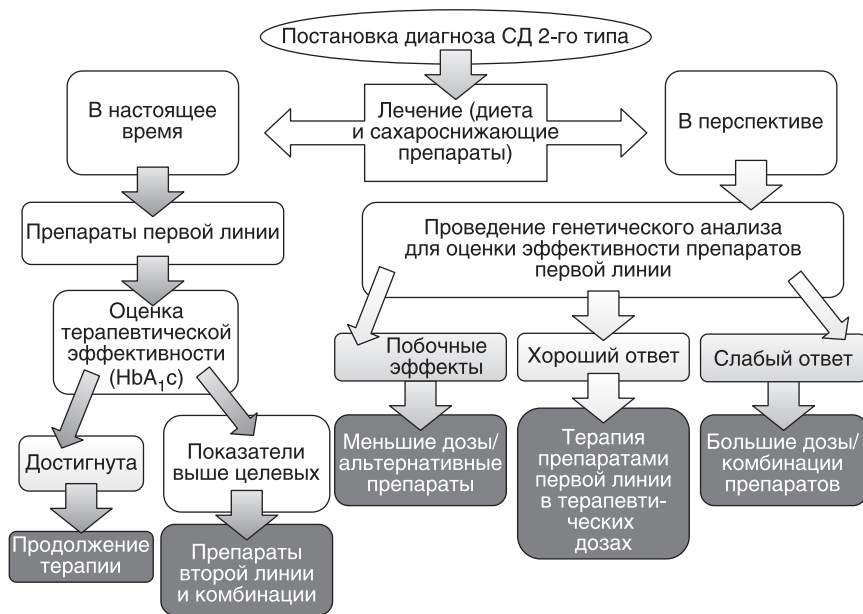 Постановка диагноза СД 2-го типа
В настоящее
время
Лечение (диета
и сахароснижающие
препараты)
В перспективе
Препараты первой линии
Проведение генетического анализа
для оценки эффективности препаратов
первой линии
Оценка
терапевтической
эффективности
(HbA₁c)
Побочные
эффекты
Хороший ответ
Слабый ответ
Достигнута
Показатели
выше целевых
Меньшие дозы/
альтернативные
препараты
Терапия
препаратами
первой линии
в терапевти-
ческих
дозах
Большие дозы/
комбинации
препаратов
Продолжение
терапии
Препараты
второй линии
и комбинации